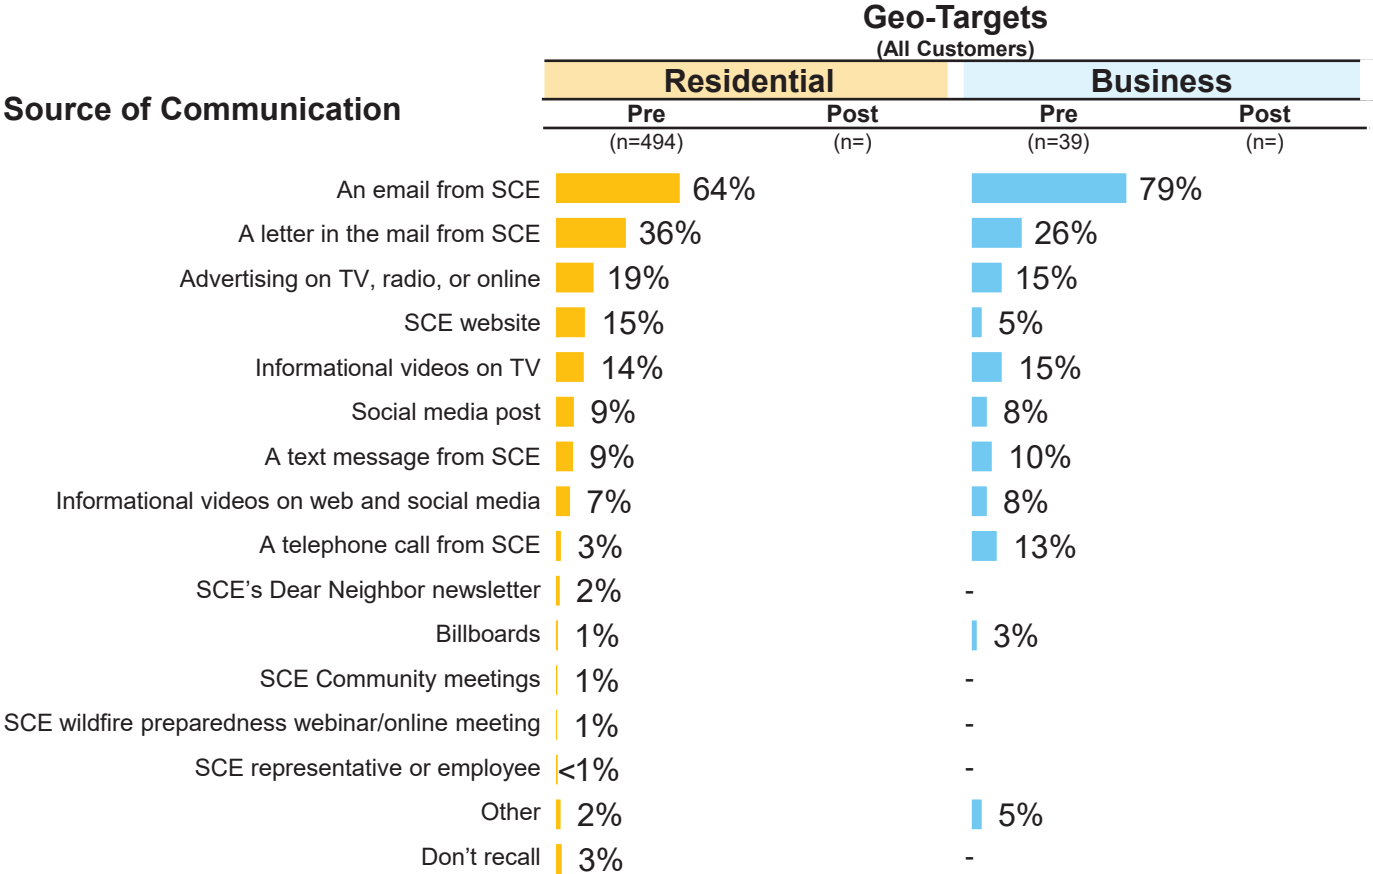 Geo-Targets
(All Customers)
Residential Business
Source of Communication
Pre Post Pre Post
(n=494) (n=) (n=39) (n=)
An email from SCE 64% 79%
A letter in the mail from SCE 36% 26%
Advertising on TV, radio, or online 19% 15%
SCE website 15% 5%
Informational videos on TV 14% 15%
Social media post 9% 8%
A text message from SCE 9% 10%
Informational videos on web and social media 7% 8%
A telephone call from SCE 3% 13%
SCE’s Dear Neighbor newsletter 2% -
Billboards 1% 3%
SCE Community meetings 1% -
SCE wildfire preparedness webinar/online meeting 1% -
SCE representative or employee <1% -
Other 2% 5%
Don’t recall 3% -